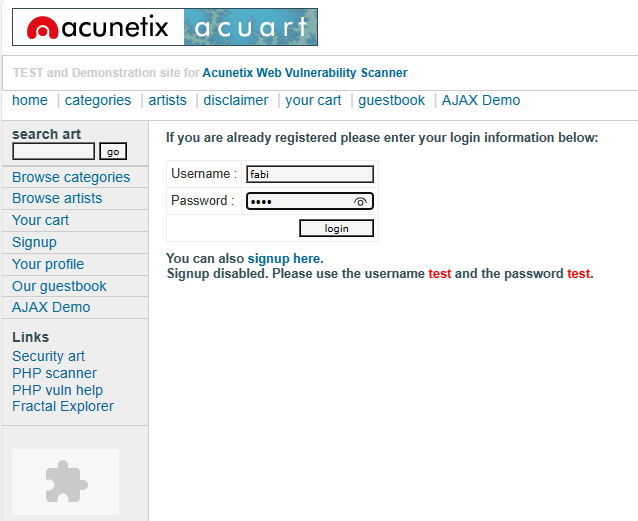 acunetix acuart
TEST and Demonstration site for Acunetix Web Vulnerability Scanner
home | categories | artists | disclaimer | your cart | guestbook | AJAX Demo
search art
go
Browse categories
Browse artists
Your cart
Signup
Your profile
Our guestbook
AJAX Demo
Links
Security art
PHP scanner
PHP vuln help
Fractal Explorer
If you are already registered please enter your login information below:
Username : fabi
Password : ••••
login
You can also signup here.
Signup disabled. Please use the username test and the password test.